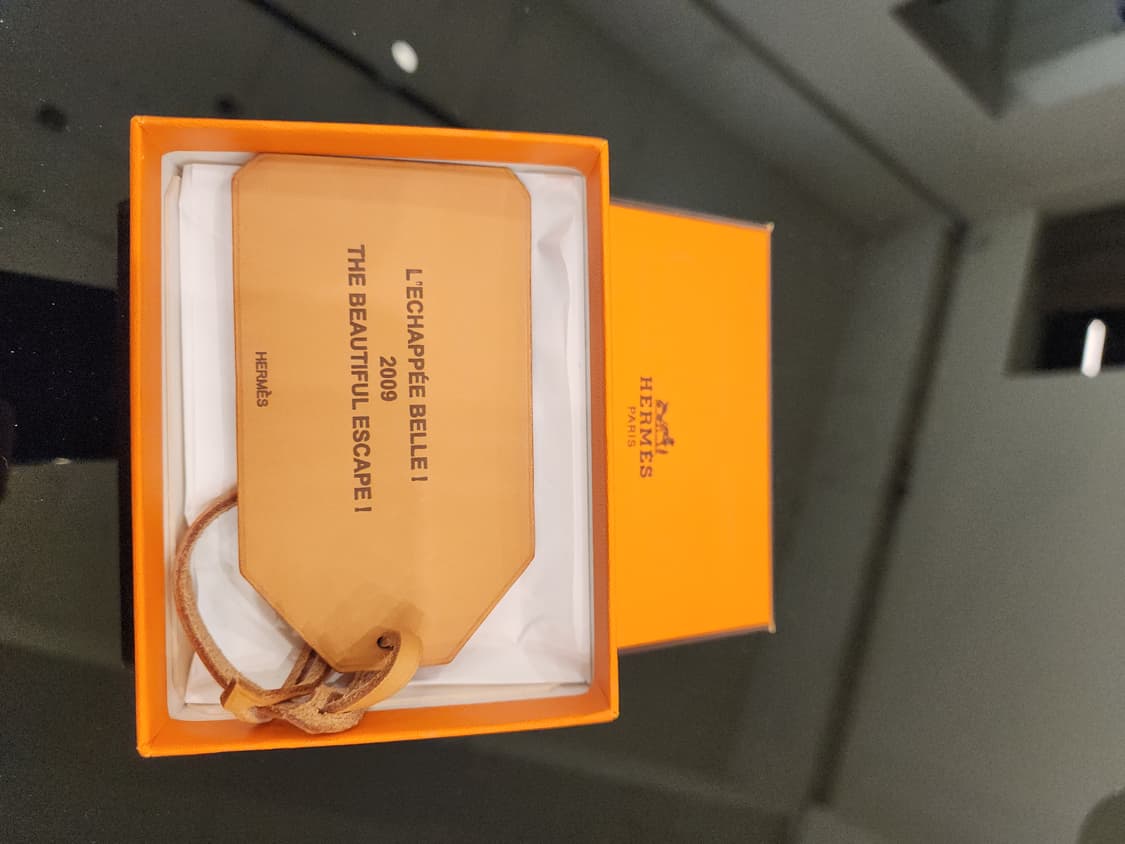 L'ECHAPPÉE BELLE !
2009
THE BEAUTIFUL ESCAPE !
HERMÈS
HERMÈS
PARIS